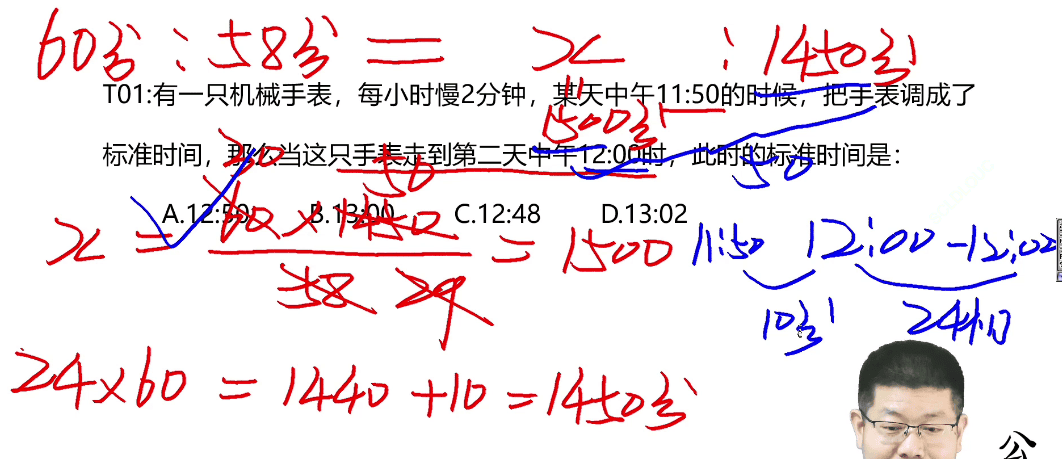 60分:58分 = x :1450分
T01:有一只机械手表，每小时慢2分钟，某天中午11:50的时候，把手表调成了
1500分
标准时间，那么当这只手表走到第二天中午12:00时，此时的标准时间是：
30
50
50
A.12:50 B.13:00 C.12:48 D.13:02
x = 60×1450 = 1500
58 29
11:50 12:00-12:00
10分
24小时
24×60 = 1440+10=1450分
公